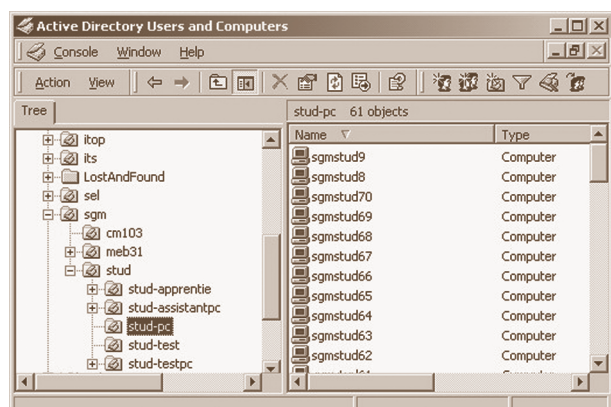 Active Directory Users and Computers
Console Window Help
Action View
Tree
stud-pc 61 objects
itop
its
LostAndFound
sel
sgm
cm103
meb31
stud
stud-apprentie
stud-assistantpc
stud-pc
stud-test
stud-testpc
Name Type
sgmstud9 Computer
sgmstud8 Computer
sgmstud70 Computer
sgmstud69 Computer
sgmstud68 Computer
sgmstud67 Computer
sgmstud66 Computer
sgmstud65 Computer
sgmstud64 Computer
sgmstud63 Computer
sgmstud62 Computer